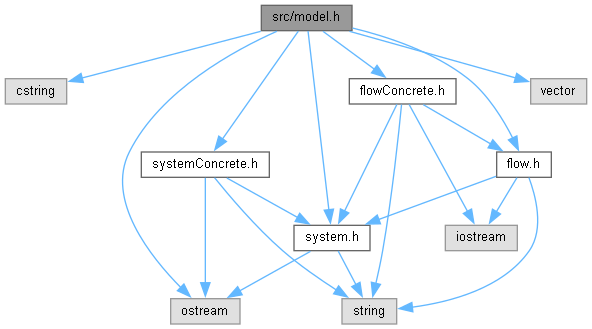 src/model.h
cstring
flowConcrete.h
vector
systemConcrete.h
flow.h
system.h
iostream
ostream
string